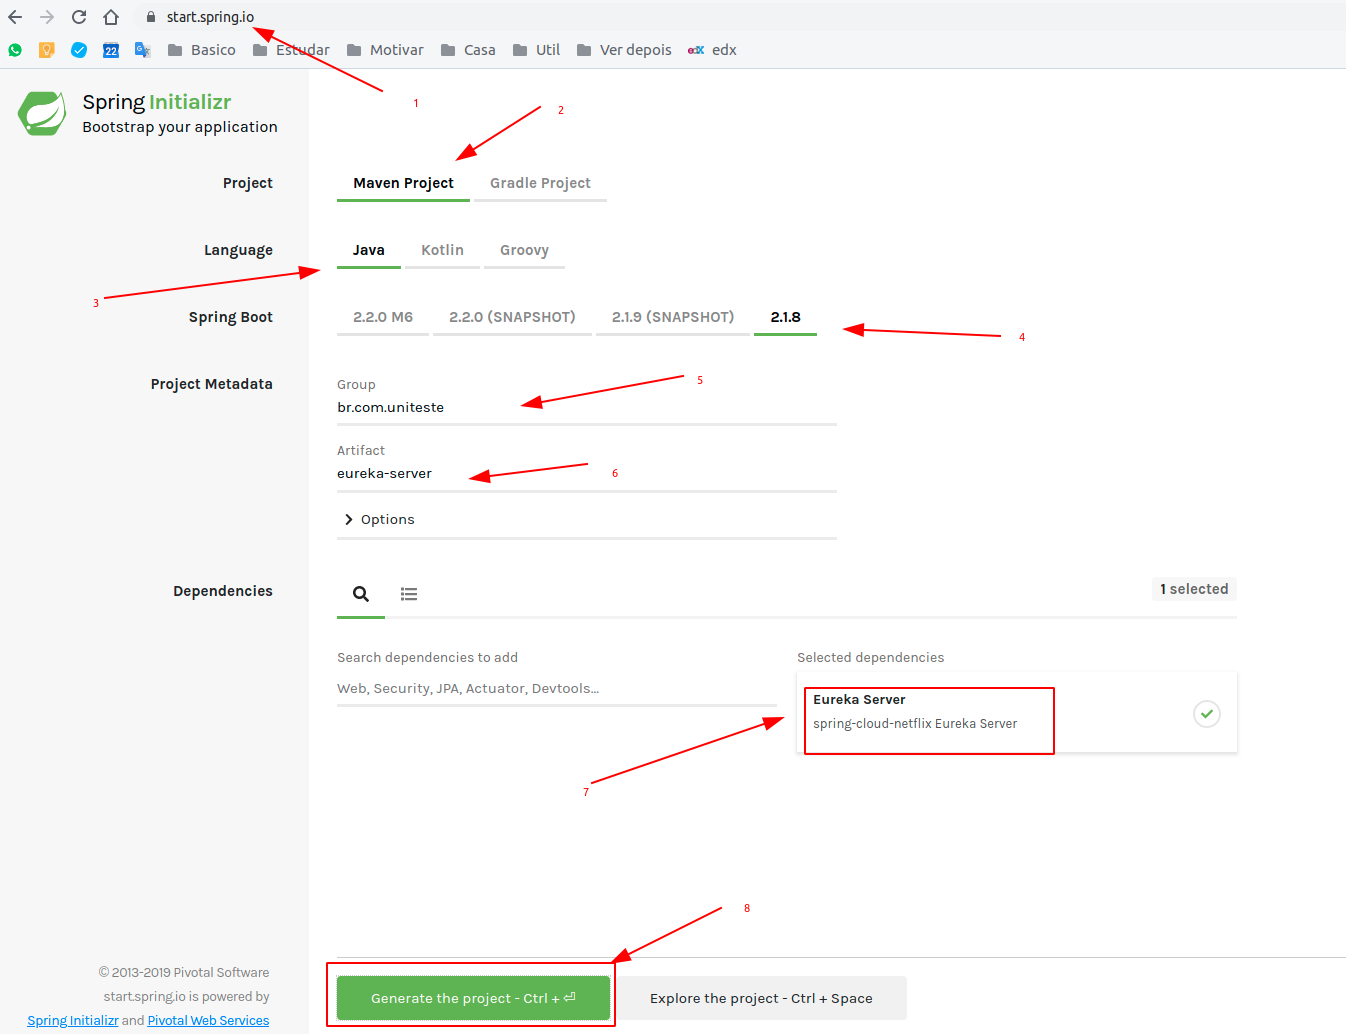 start.spring.io
22
Basico
Estudar
Motivar
Casa
Util
Ver depois
edX
edx
1
2
Spring Initializr
Bootstrap your application
Project
Maven Project
Gradle Project
Language
Java
Kotlin
Groovy
3
Spring Boot
2.2.0 M6
2.2.0 (SNAPSHOT)
2.1.9 (SNAPSHOT)
2.1.8
4
Project Metadata
Group
5
br.com.uniteste
Artifact
eureka-server
6
Options
Dependencies
1 selected
Search dependencies to add
Web, Security, JPA, Actuator, Devtools...
Selected dependencies
Eureka Server
spring-cloud-netflix Eureka Server
7
8
© 2013-2019 Pivotal Software
start.spring.io is powered by
Spring Initializr and Pivotal Web Services
Generate the project - Ctrl + ⏎
Explore the project - Ctrl + Space